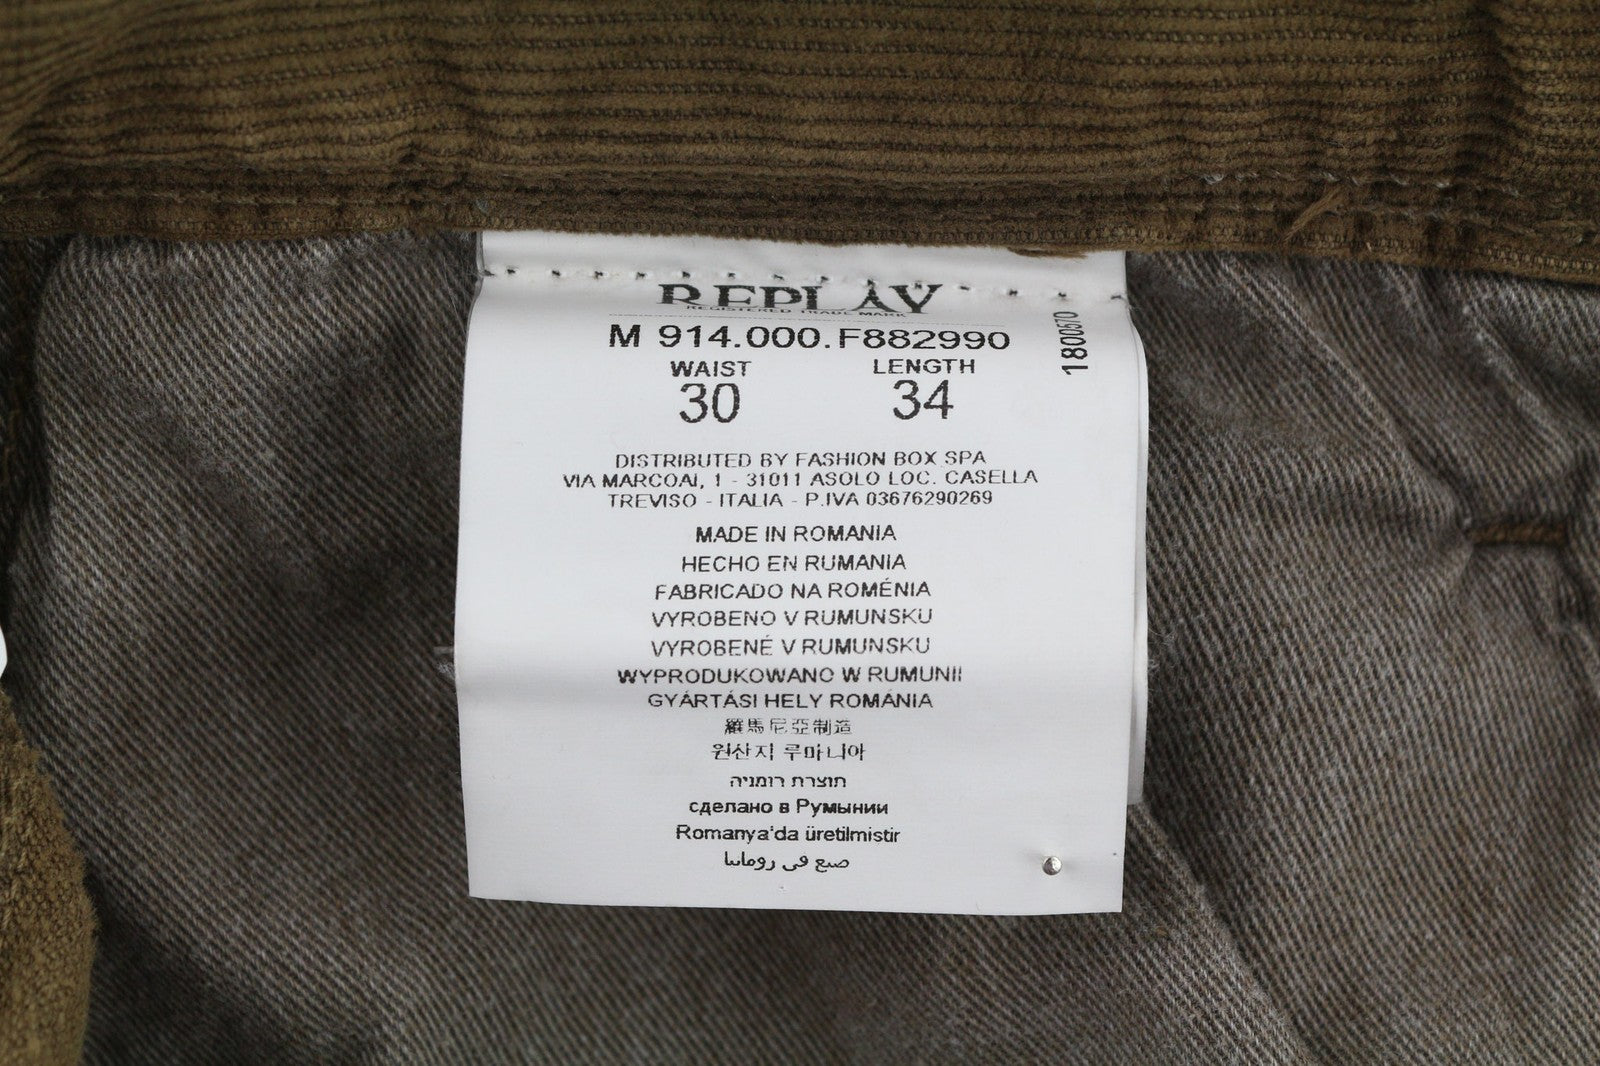 REPLAY
REGISTERED TRADE MARK
M 914.000.F882990
1800570
WAIST LENGTH
30 34
DISTRIBUTED BY FASHION BOX SPA
VIA MARCOAI, 1 - 31011 ASOLO LOC. CASELLA
TREVISO - ITALIA - P.IVA 03676290269
MADE IN ROMANIA
HECHO EN RUMANIA
FABRICADO NA ROMÉNIA
VYROBENO V RUMUNSKU
VYROBENÉ V RUMUNSKU
WYPRODUKOWANO W RUMUNII
GYÁRTÁSI HELY ROMÁNIA
羅馬尼亞制造
원산지 루마니아
תוצרת רומניה
сделано в Румынии
Romanya'da üretilmistir
صنع في رومانيا